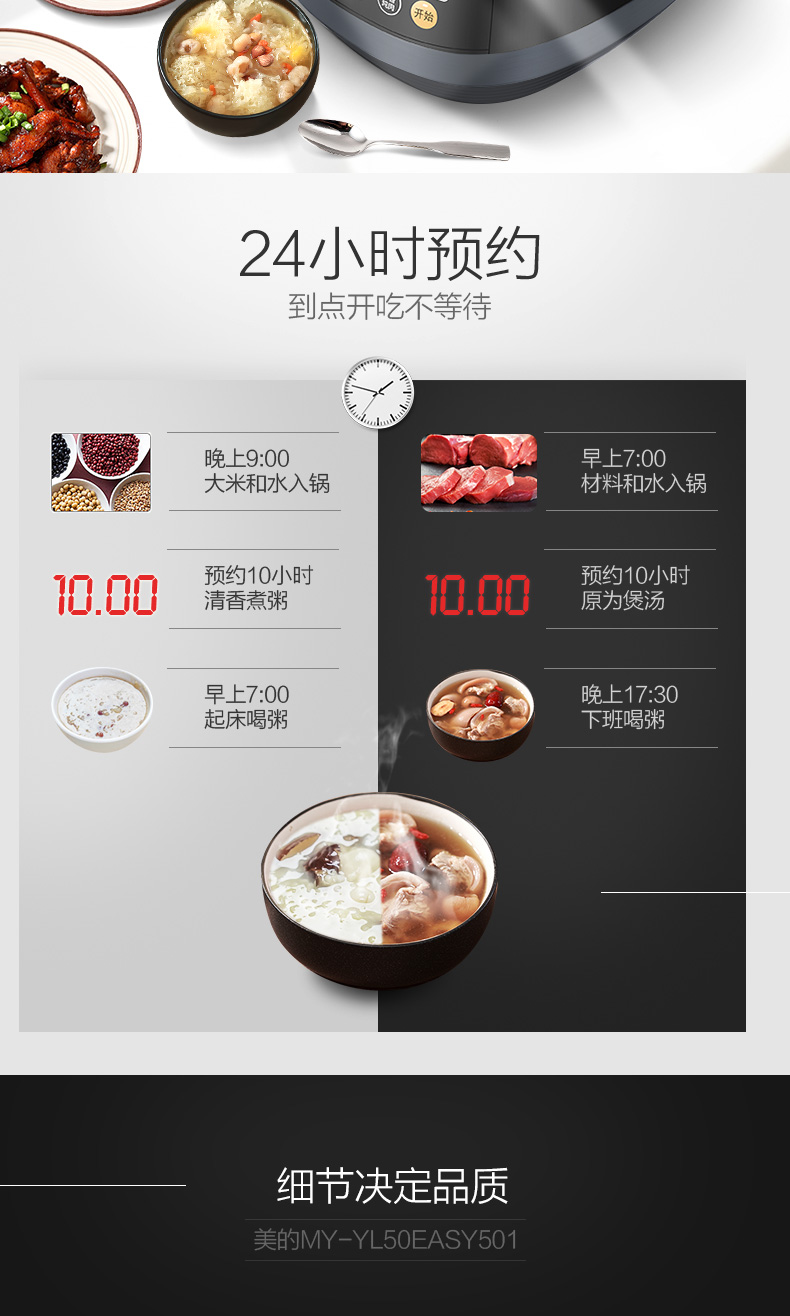 开始
24小时预约
到点开吃不等待
晚上9:00
大米和水入锅
10.00
预约10小时
清香煮粥
早上7:00
起床喝粥
早上7:00
材料和水入锅
10.00
预约10小时
原为煲汤
晚上17:30
下班喝粥
细节决定品质
美的MY-YL50EASY501